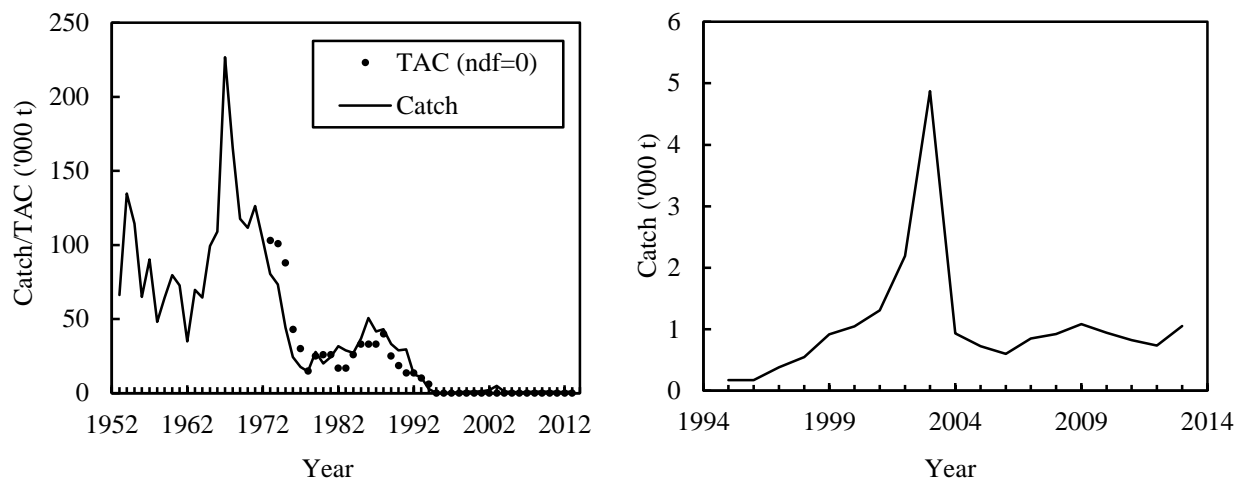 250
200
150
100
50
0
Catch/TAC ('000 t)
TAC (ndf=0)
Catch
1952 1962 1972 1982 1992 2002 2012
Year
6
5
4
3
2
1
0
Catch ('000 t)
1994 1999 2004 2009 2014
Year